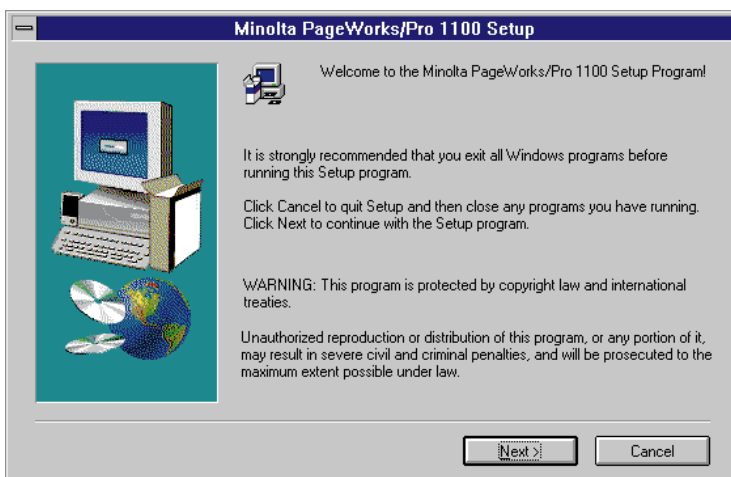 Minolta PageWorks/Pro 1100 Setup
Welcome to the Minolta PageWorks/Pro 1100 Setup Program!
It is strongly recommended that you exit all Windows programs before
running this Setup program.
Click Cancel to quit Setup and then close any programs you have running.
Click Next to continue with the Setup program.
WARNING: This program is protected by copyright law and international
treaties.
Unauthorized reproduction or distribution of this program, or any portion of it,
may result in severe civil and criminal penalties, and will be prosecuted to the
maximum extent possible under law.
Next >
Cancel